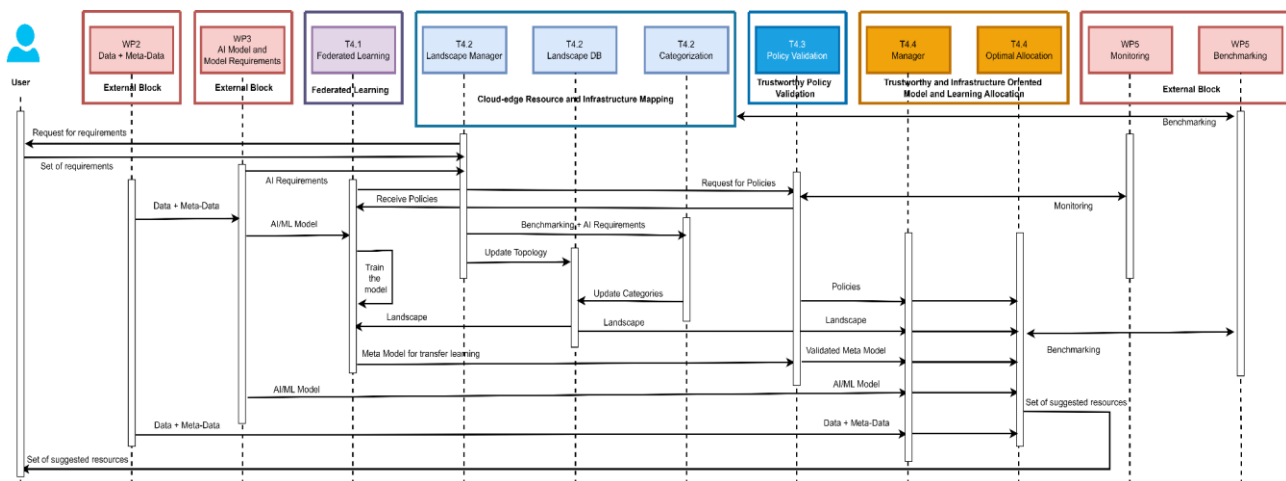 WP2
Data + Meta-Data
WP3
AI Model and
Model Requirements
T4.1
Federated Learning
T4.2
Landscape Manager
T4.2
Landscape DB
T4.2
Categorization
T4.3
Policy Validation
T4.4
Manager
T4.4
Optimal Allocation
WP5
Monitoring
WP5
Benchmarking
User
External Block
External Block
Federated Learning
Cloud-edge Resource and Infrastructure Mapping
Trustworthy Policy
Validation
Trustworthy and Infrastructure Oriented
Model and Learning Allocation
External Block
Benchmarking
Request for requirements
Set of requirements
AI Requirements
Request for Policies
Receive Policies
Monitoring
Data + Meta-Data
AI/ML Model
Benchmarking + AI Requirements
Update Topology
Train
the
model
Update Categories
Policies
Landscape
Landscape
Landscape
Benchmarking
Meta Model for transfer learning
Validated Meta Model
AI/ML Model
AI/ML Model
Set of suggested resources
Data + Meta-Data
Data + Meta-Data
Set of suggested resources